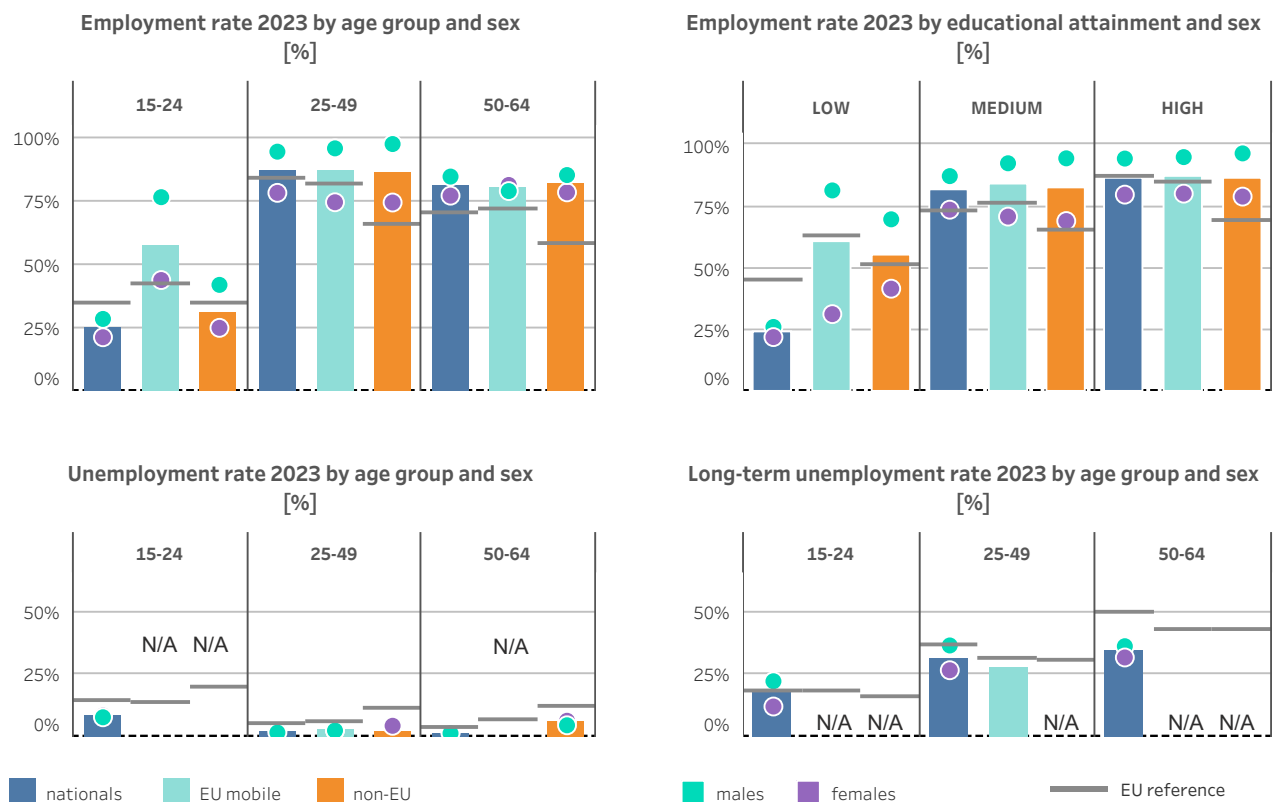 Employment rate 2023 by age group and sex
[%]
15-24
25-49
50-64
100%
75%
50%
25%
0%
Employment rate 2023 by educational attainment and sex
[%]
LOW
MEDIUM
HIGH
100%
75%
50%
25%
0%
Unemployment rate 2023 by age group and sex
[%]
15-24
25-49
50-64
50%
N/A
N/A
N/A
25%
0%
Long-term unemployment rate 2023 by age group and sex
[%]
15-24
25-49
50-64
50%
25%
0%
N/A
N/A
N/A
N/A
N/A
nationals
EU mobile
non-EU
males
females
EU reference